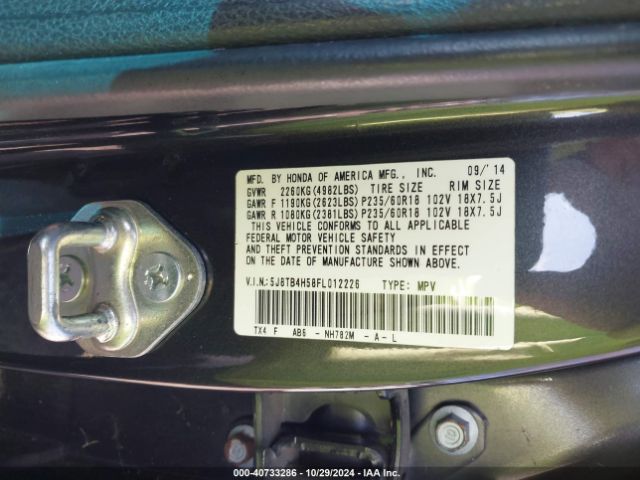 MFD. BY HONDA OF AMERICA MFG., INC. 09/'14
GVWR 2260KG(4982LBS) TIRE SIZE RIM SIZE
GAWR F 1190KG(2623LBS)P235/60R18 102V 18X7.5J
GAWR R 1080KG(2381LBS)P235/60R18 102V 18X7.5J
THIS VEHICLE CONFORMS TO ALL APPLICABLE
FEDERAL MOTOR VEHICLE SAFETY
AND THEFT PREVENTION STANDARDS IN EFFECT
ON THE DATE OF MANUFACTURE SHOWN ABOVE.
V.I.N.:5J8TB4H58FL012226 TYPE: MPV
TX4 F AB6 - NH782M - A - L
000-40733286 - 10/29/2024 - IAA Inc.